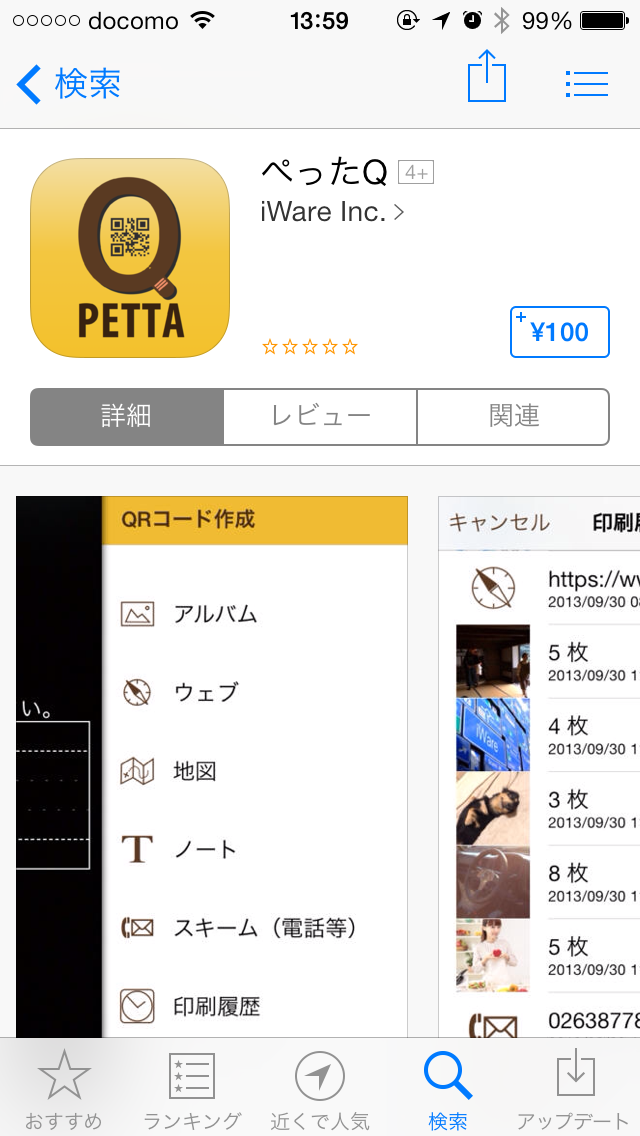 docomo 13:59 99%
検索
ぺったQ 4+
iWare Inc.
Q
PETTA
+ ¥100
詳細 レビュー 関連
QRコード作成
アルバム
ウェブ
地図
ノート
スキーム（電話等）
印刷履歴
い。
キャンセル 印刷
https://w
2013/09/30 0
5 枚
2013/09/30 1
4 枚
2013/09/30 1
iWare
3 枚
2013/09/30 1
8 枚
2013/09/30 1
5 枚
2013/09/30 1
02638778
おすすめ ランキング 近くで人気 検索 アップデート